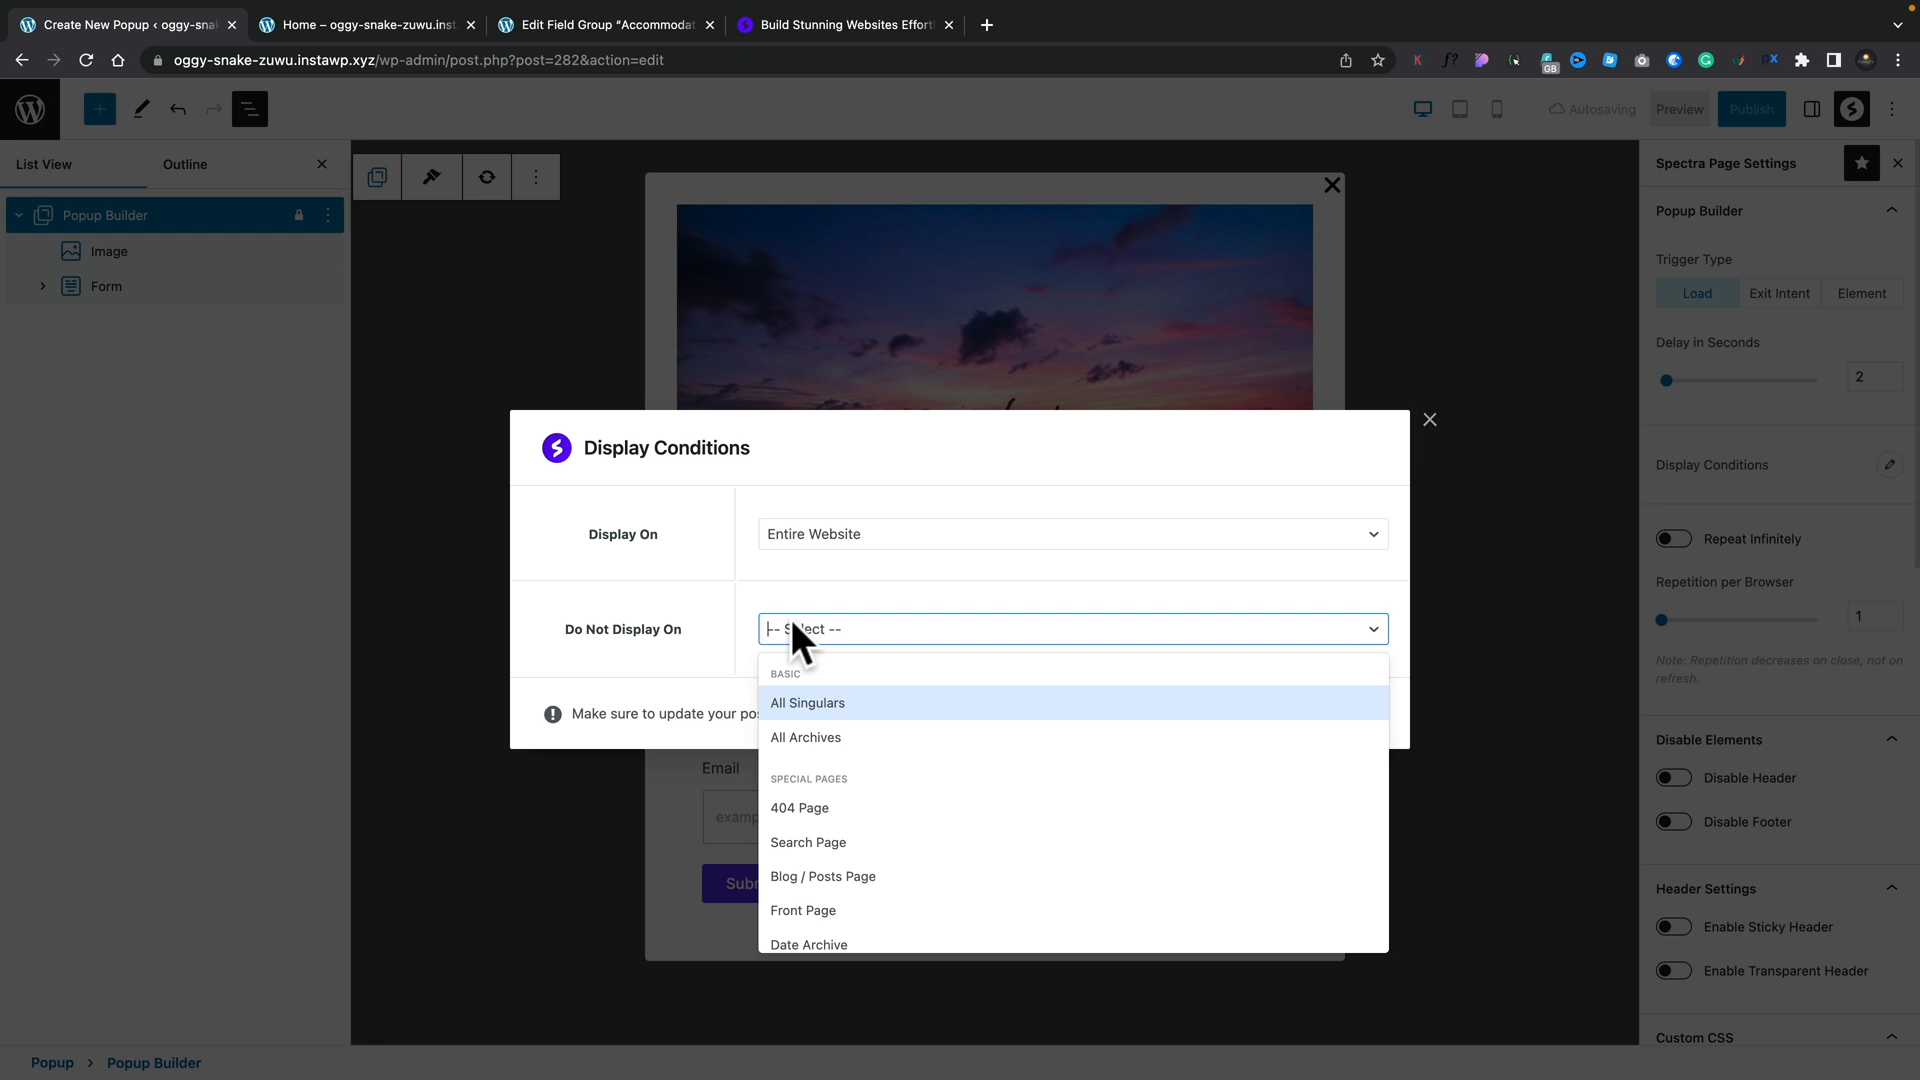 Create New Popup ‹ oggy-sna
Home – oggy-snake-zuwu.inst
Edit Field Group “Accommodat
Build Stunning Websites Effort
oggy-snake-zuwu.instawp.xyz/wp-admin/post.php?post=282&action=edit
GB
Autosaving
Preview
Publish
List View
Outline
Popup Builder
Image
Form
Spectra Page Settings
Popup Builder
Trigger Type
Load
Exit Intent
Element
Delay in Seconds
2
Display Conditions
Repeat Infinitely
Repetition per Browser
1
Note: Repetition decreases on close, not on
refresh.
Disable Elements
Disable Header
Disable Footer
Header Settings
Enable Sticky Header
Enable Transparent Header
Custom CSS
Display Conditions
Display On
Entire Website
Do Not Display On
BASIC
All Singulars
Make sure to update your
All Archives
SPECIAL PAGES
404 Page
Search Page
Blog / Posts Page
Front Page
Date Archive
Email
examp
Subr
Popup > Popup Builder